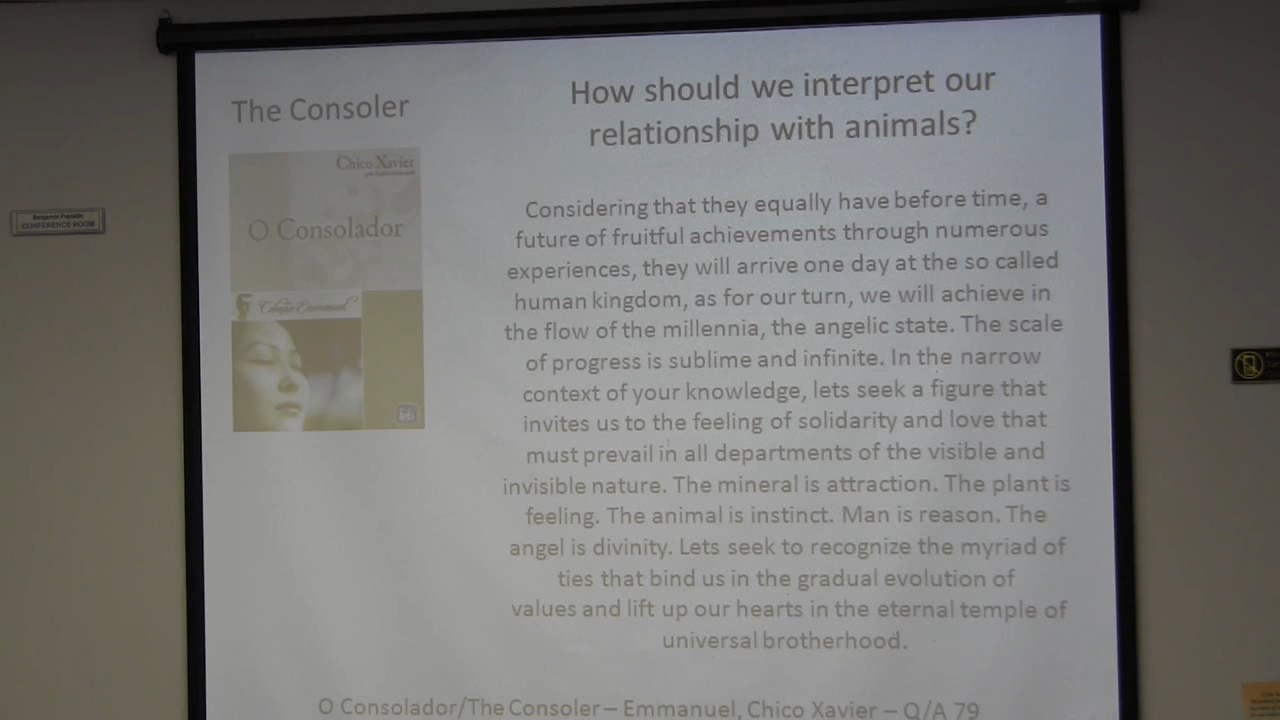 The Consoler
Chico Xavier
O Consolador
Coleção Emmanuel
How should we interpret our
relationship with animals?
Considering that they equally have before time, a
future of fruitful achievements through numerous
experiences, they will arrive one day at the so called
human kingdom, as for our turn, we will achieve in
the flow of the millennia, the angelic state. The scale
of progress is sublime and infinite. In the narrow
context of your knowledge, lets seek a figure that
invites us to the feeling of solidarity and love that
must prevail in all departments of the visible and
invisible nature. The mineral is attraction. The plant is
feeling. The animal is instinct. Man is reason. The
angel is divinity. Lets seek to recognize the myriad of
ties that bind us in the gradual evolution of
values and lift up our hearts in the eternal temple of
universal brotherhood.
O Consolador/The Consoler – Emmanuel, Chico Xavier – Q/A 79
Benjamin Franklin
CONFERENCE ROOM